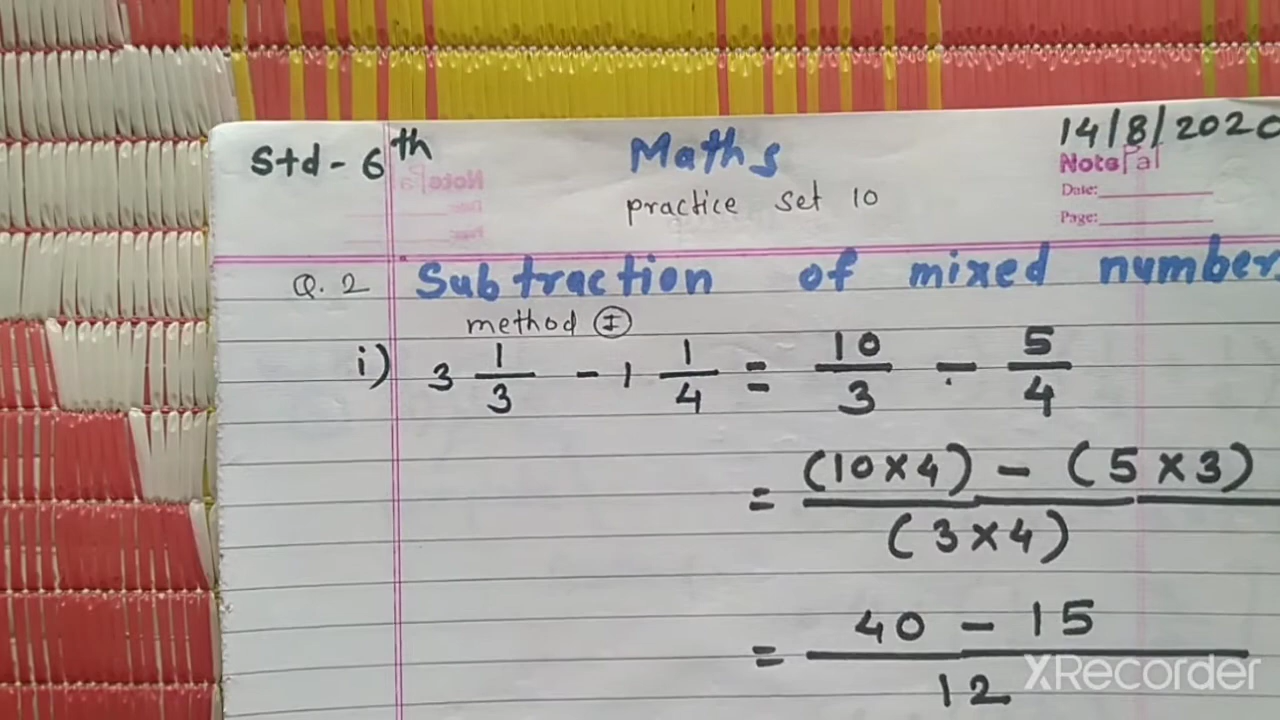 Std - 6th Maths 14/8/202
practice set 10
NotePal
Date:
Page:
Q. 2 Subtraction of mixed number
method I
i) 3 1/3 - 1 1/4 = 10/3 - 5/4
= (10×4) - (5×3) / (3×4)
= 40 - 15 / 12
XRecorder